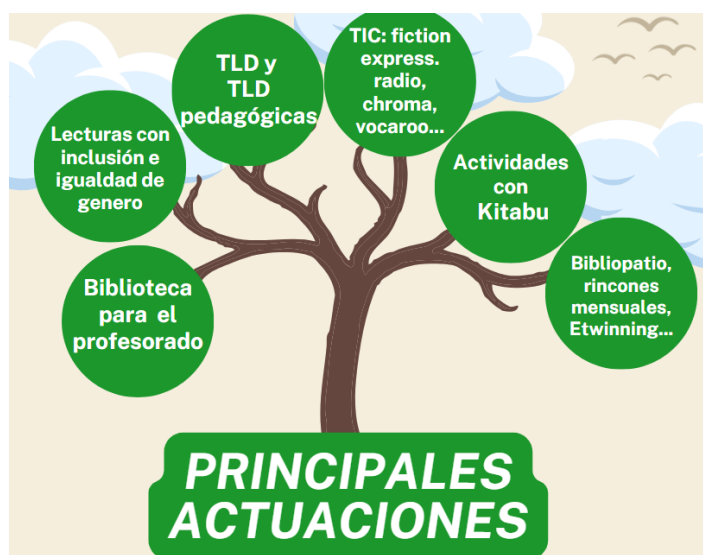 TLD y
TLD
pedagógicas
TIC: fiction
express.
radio,
chroma,
vocaroo...
Lecturas con
inclusión e
igualdad de
genero
Actividades
con
Kitabu
Biblioteca
para el
profesorado
Bibliopatio,
rincones
mensuales,
Etwinning...
PRINCIPALES
ACTUACIONES